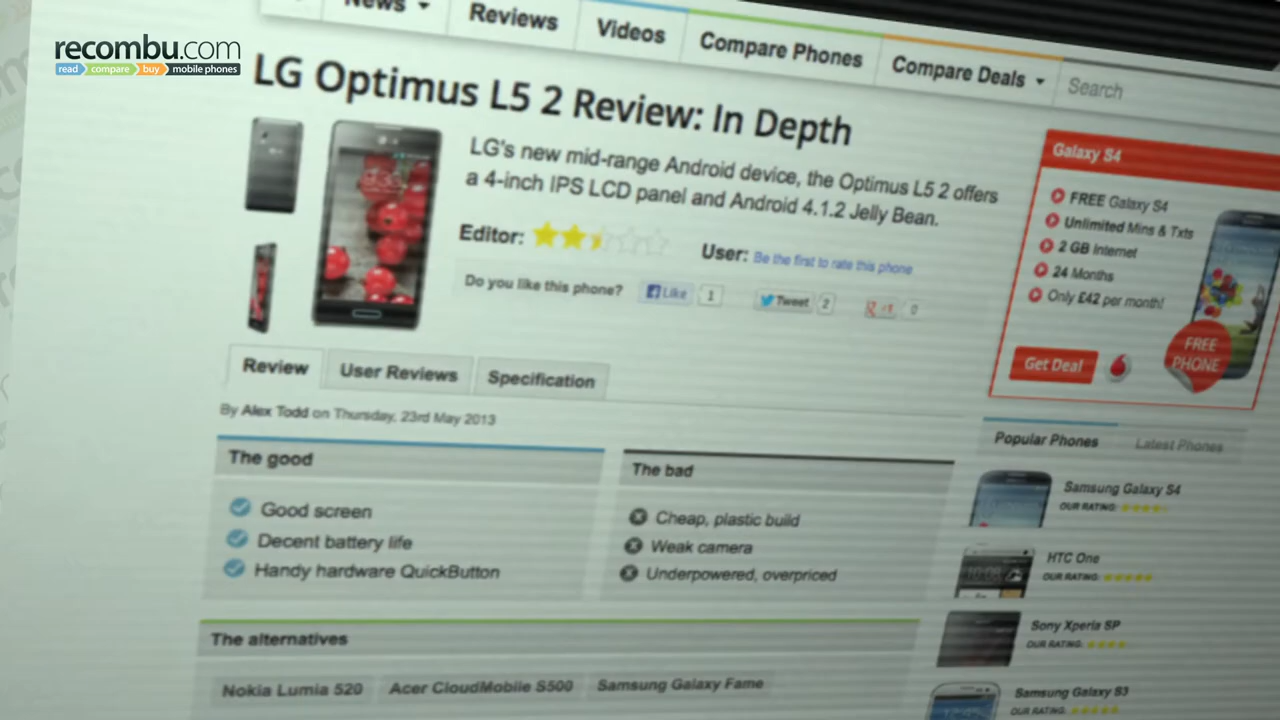 recombu.com
read compare buy mobile phones
News
Reviews
Videos
Compare Phones
Compare Deals
Search
LG Optimus L5 2 Review: In Depth
LG's new mid-range Android device, the Optimus L5 2 offers
a 4-inch IPS LCD panel and Android 4.1.2 Jelly Bean.
Editor:
User: Be the first to rate this phone
Do you like this phone?
Like 1
Tweet 2
+1 0
Galaxy S4
FREE Galaxy S4
Unlimited Mins & Txts
2 GB Internet
24 Months
Only £42 per month!
Get Deal
FREE
PHONE
Review
User Reviews
Specification
By Alex Todd on Thursday, 23rd May 2013
The good
Good screen
Decent battery life
Handy hardware QuickButton
The bad
Cheap, plastic build
Weak camera
Underpowered, overpriced
The alternatives
Nokia Lumia 520
Acer CloudMobile S500
Samsung Galaxy Fame
Popular Phones
Latest Phones
Samsung Galaxy S4
OUR RATING:
HTC One
OUR RATING:
Sony Xperia SP
OUR RATING:
Samsung Galaxy S3
OUR RATING: